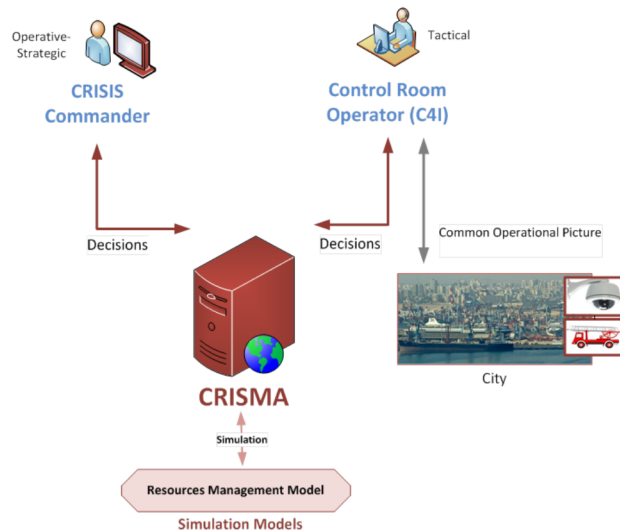 Operative-
Strategic
CRISIS
Commander
Tactical
Control Room
Operator (C4I)
Decisions
Decisions
Common Operational Picture
City
CRISMA
Simulation
Resources Management Model
Simulation Models